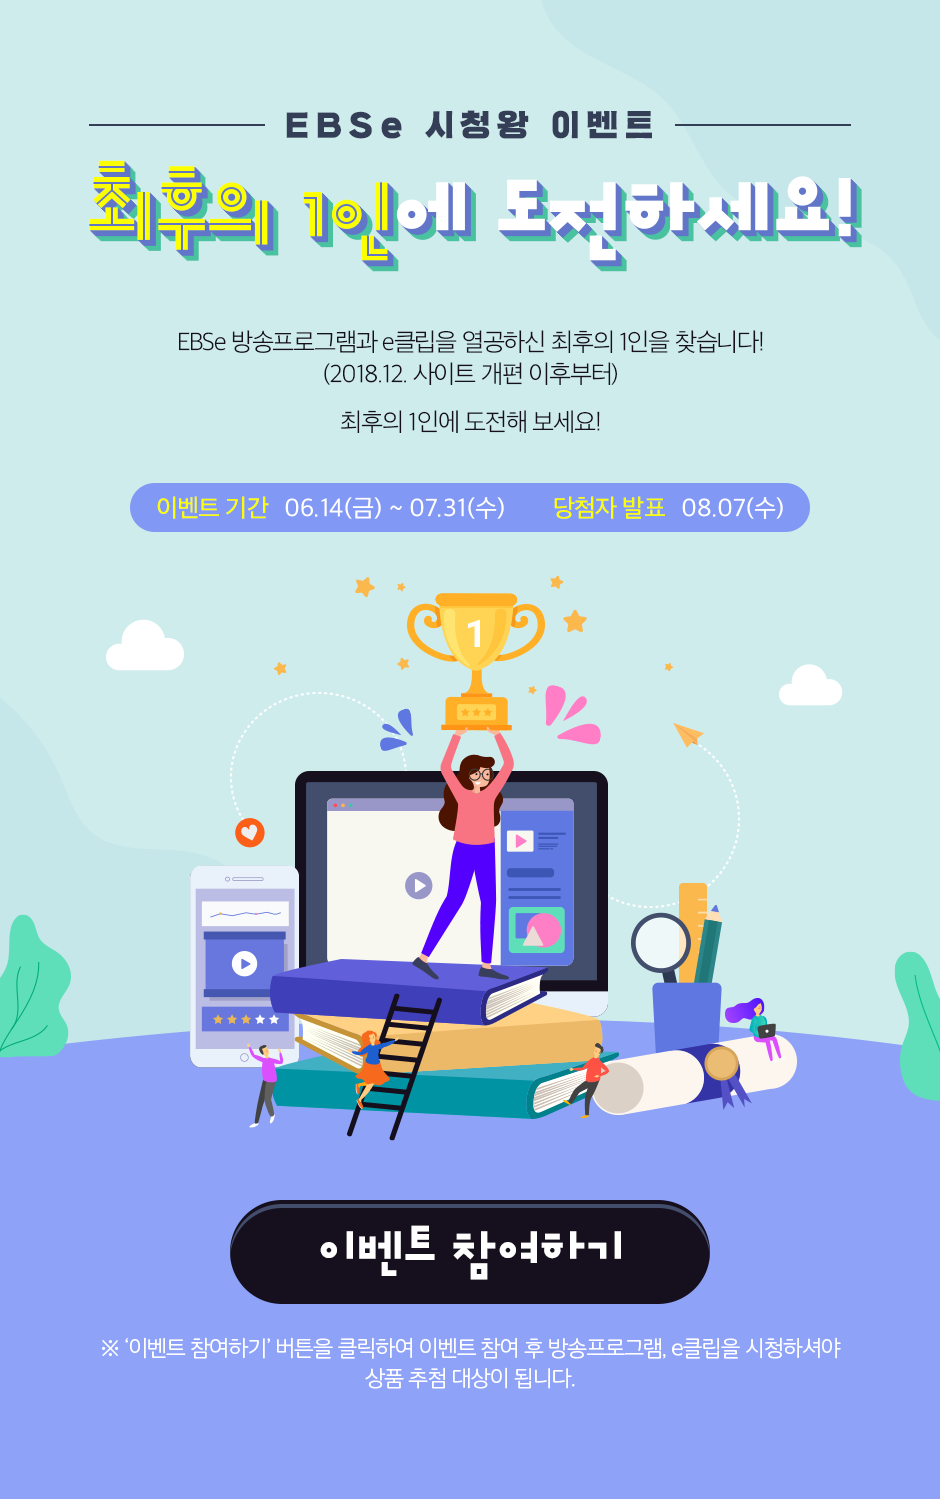 EBSe 시청왕 이벤트
최후의 1인에 도전하세요!
EBSe 방송프로그램과 e클립을 열공하신 최후의 1인을 찾습니다!
(2018.12. 사이트 개편 이후부터)
최후의 1인에 도전해 보세요!
이벤트 기간 06.14(금) ~ 07.31(수) 당첨자 발표 08.07(수)
1
이벤트 참여하기
※ ‘이벤트 참여하기’ 버튼을 클릭하여 이벤트 참여 후 방송프로그램, e클립을 시청하셔야
상품 추첨 대상이 됩니다.